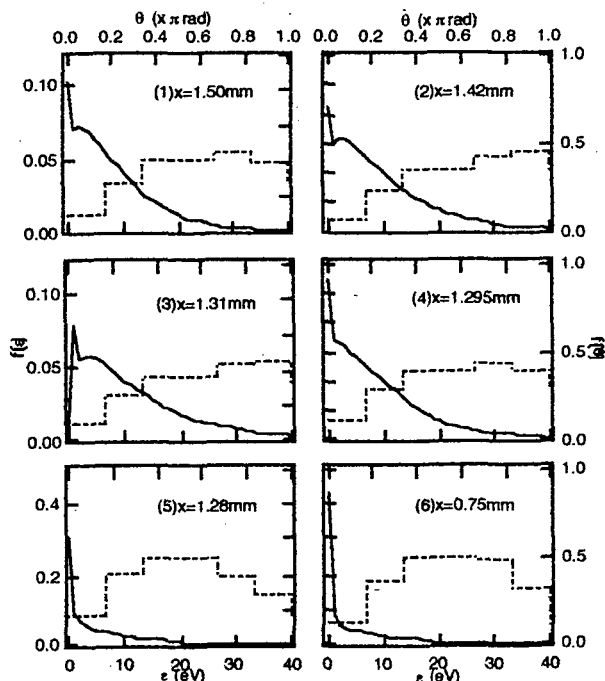 θ (x π rad) θ (x π rad)
0.0 0.2 0.4 0.6 0.8 1.0 0.0 0.2 0.4 0.6 0.8 1.0
0.10 (1)x=1.50mm (2)x=1.42mm 1.0
0.05 0.5
0.00 0.0
0.10 (3)x=1.31mm (4)x=1.295mm 1.0
f(ε) 0.05 0.5 f(θ)
0.00 0.0
0.4 (5)x=1.28mm (6)x=0.75mm 1.0
0.2 0.5
0.0 0.0
0 10 20 30 40 0 10 20 30 40
ε (eV) ε (eV)